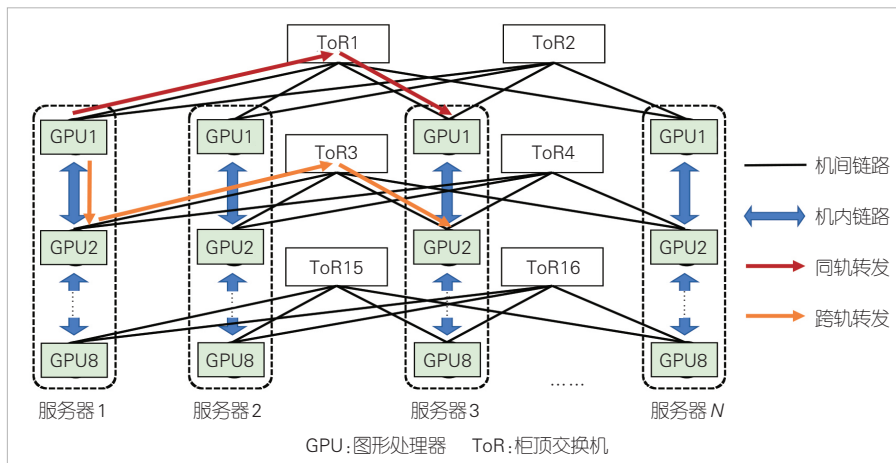 ToR1 ToR2
GPU1 GPU1 GPU1 GPU1
ToR3 ToR4
机间链路
机内链路
GPU2 GPU2 GPU2 GPU2
同轨转发
ToR15 ToR16
跨轨转发
GPU8 GPU8 GPU8 GPU8
……
服务器1 服务器2 服务器3 服务器N
GPU:图形处理器 ToR:柜顶交换机